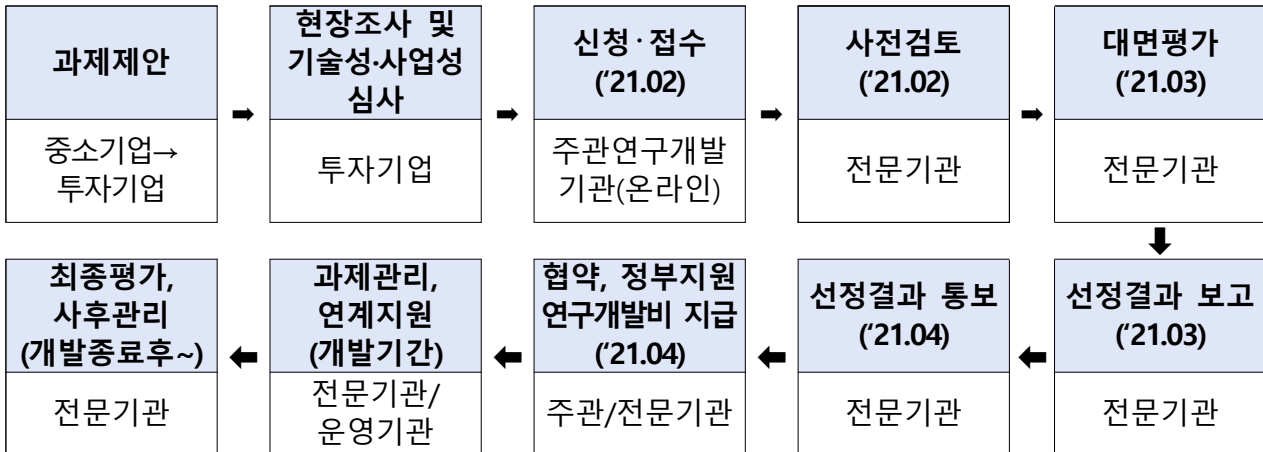 과제제안
중소기업→
투자기업
➡
현장조사 및
기술성·사업성
심사
투자기업
➡
신청·접수
(‘21.02)
주관연구개발
기관(온라인)
➡
사전검토
(‘21.02)
전문기관
➡
대면평가
(‘21.03)
전문기관
⬇
선정결과 보고
(‘21.03)
전문기관
⬅
선정결과 통보
(‘21.04)
전문기관
⬅
협약, 정부지원
연구개발비 지급
(‘21.04)
주관/전문기관
⬅
과제관리,
연계지원
(개발기간)
전문기관/
운영기관
⬅
최종평가,
사후관리
(개발종료후~)
전문기관